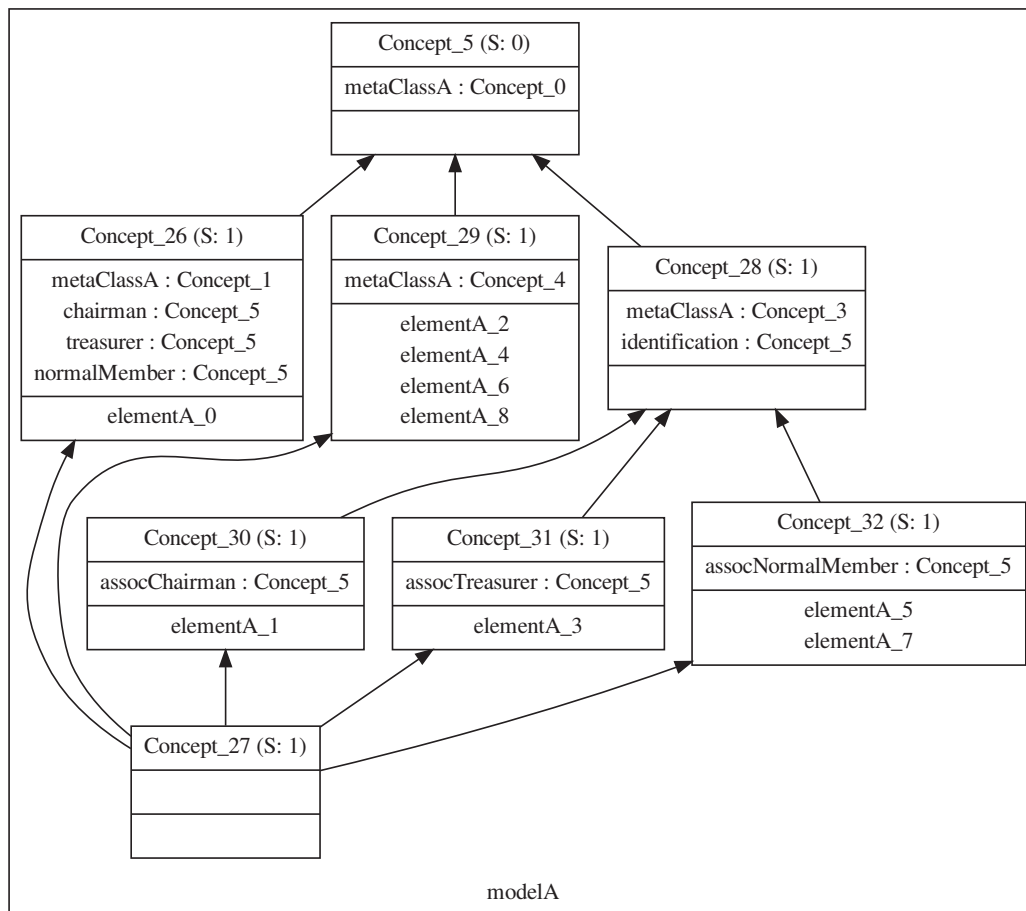 Concept_5 (S: 0)
metaClassA : Concept_0
Concept_26 (S: 1)
metaClassA : Concept_1
chairman : Concept_5
treasurer : Concept_5
normalMember : Concept_5
elementA_0
Concept_29 (S: 1)
metaClassA : Concept_4
elementA_2
elementA_4
elementA_6
elementA_8
Concept_28 (S: 1)
metaClassA : Concept_3
identification : Concept_5
Concept_30 (S: 1)
assocChairman : Concept_5
elementA_1
Concept_31 (S: 1)
assocTreasurer : Concept_5
elementA_3
Concept_32 (S: 1)
assocNormalMember : Concept_5
elementA_5
elementA_7
Concept_27 (S: 1)
modelA